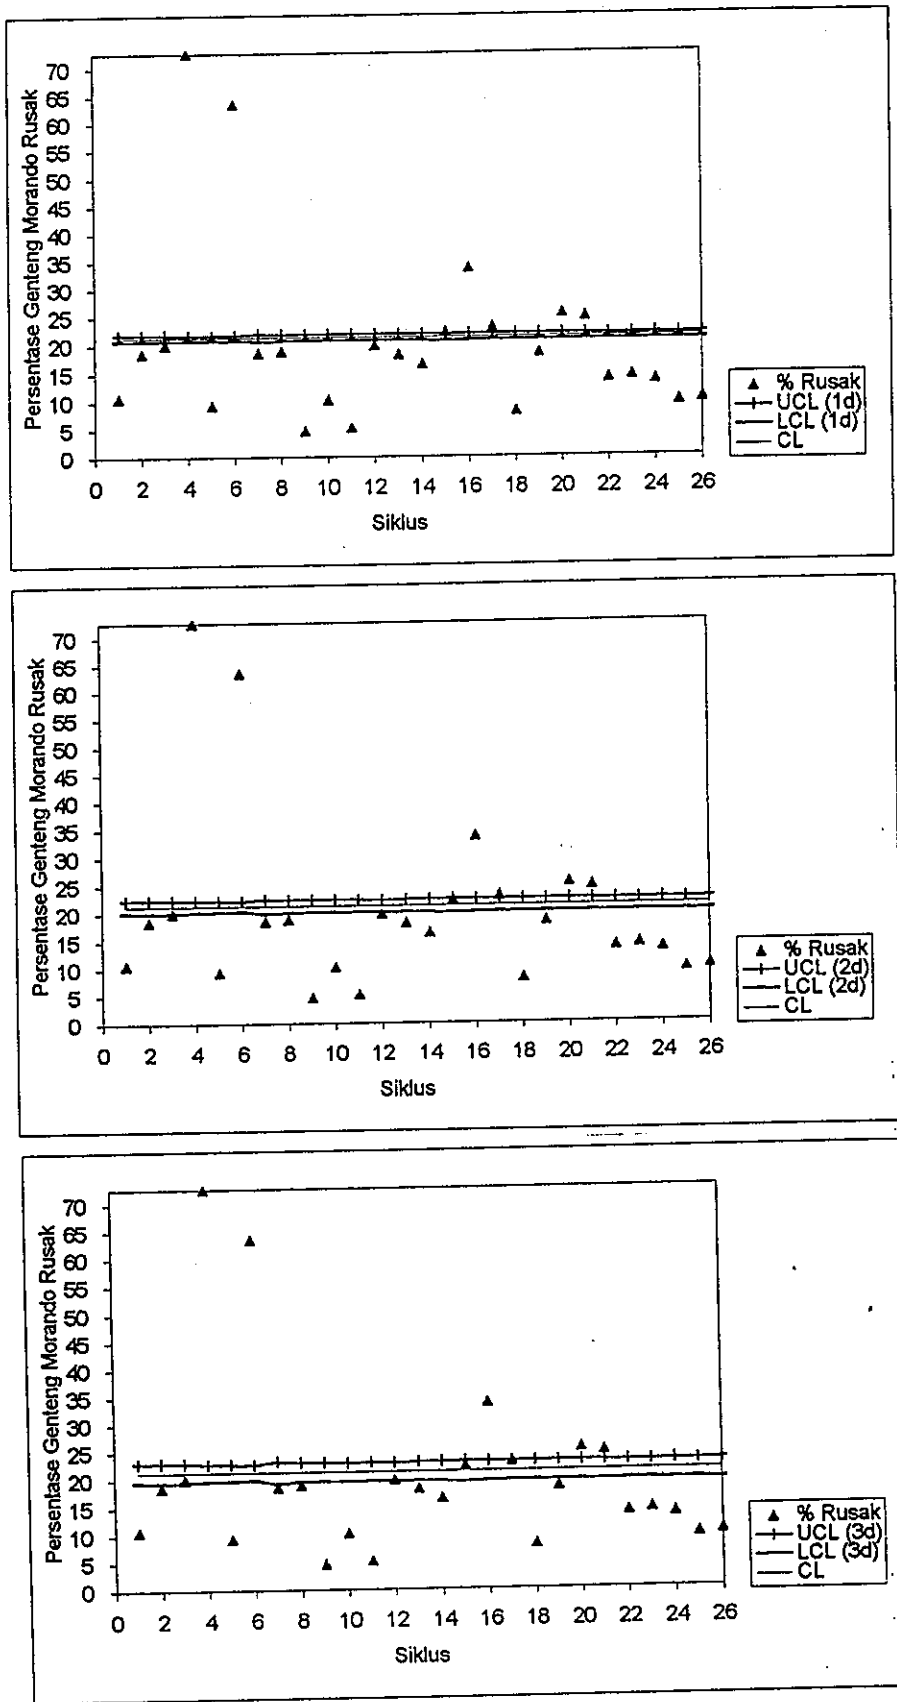 Persentase Genteng Morando Rusak
70
65
60
55
50
45
40
35
30
25
20
15
10
5
0
0 2 4 6 8 10 12 14 16 18 20 22 24 26
Siklus
% Rusak
UCL (1d)
LCL (1d)
CL
Persentase Genteng Morando Rusak
70
65
60
55
50
45
40
35
30
25
20
15
10
5
0
0 2 4 6 8 10 12 14 16 18 20 22 24 26
Siklus
% Rusak
UCL (2d)
LCL (2d)
CL
Persentase Genteng Morando Rusak
70
65
60
55
50
45
40
35
30
25
20
15
10
5
0
0 2 4 6 8 10 12 14 16 18 20 22 24 26
Siklus
% Rusak
UCL (3d)
LCL (3d)
CL